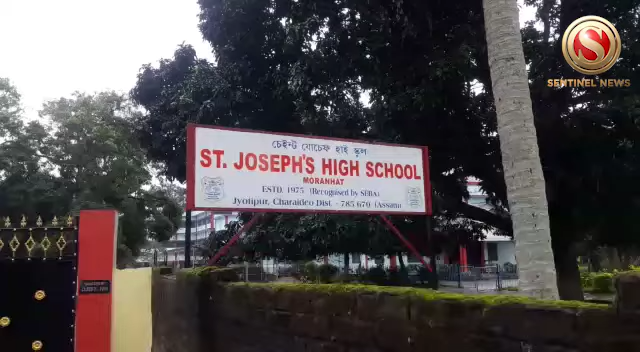 চেইন্ট যোচেফ হাই স্কুল
ST. JOSEPH'S HIGH SCHOOL
MORANHAT
ESTD. 1975 (Recognised by SEBA)
Jyotipur, Charaideo Dist. - 785 670 (Assam)
SENTINEL NEWS